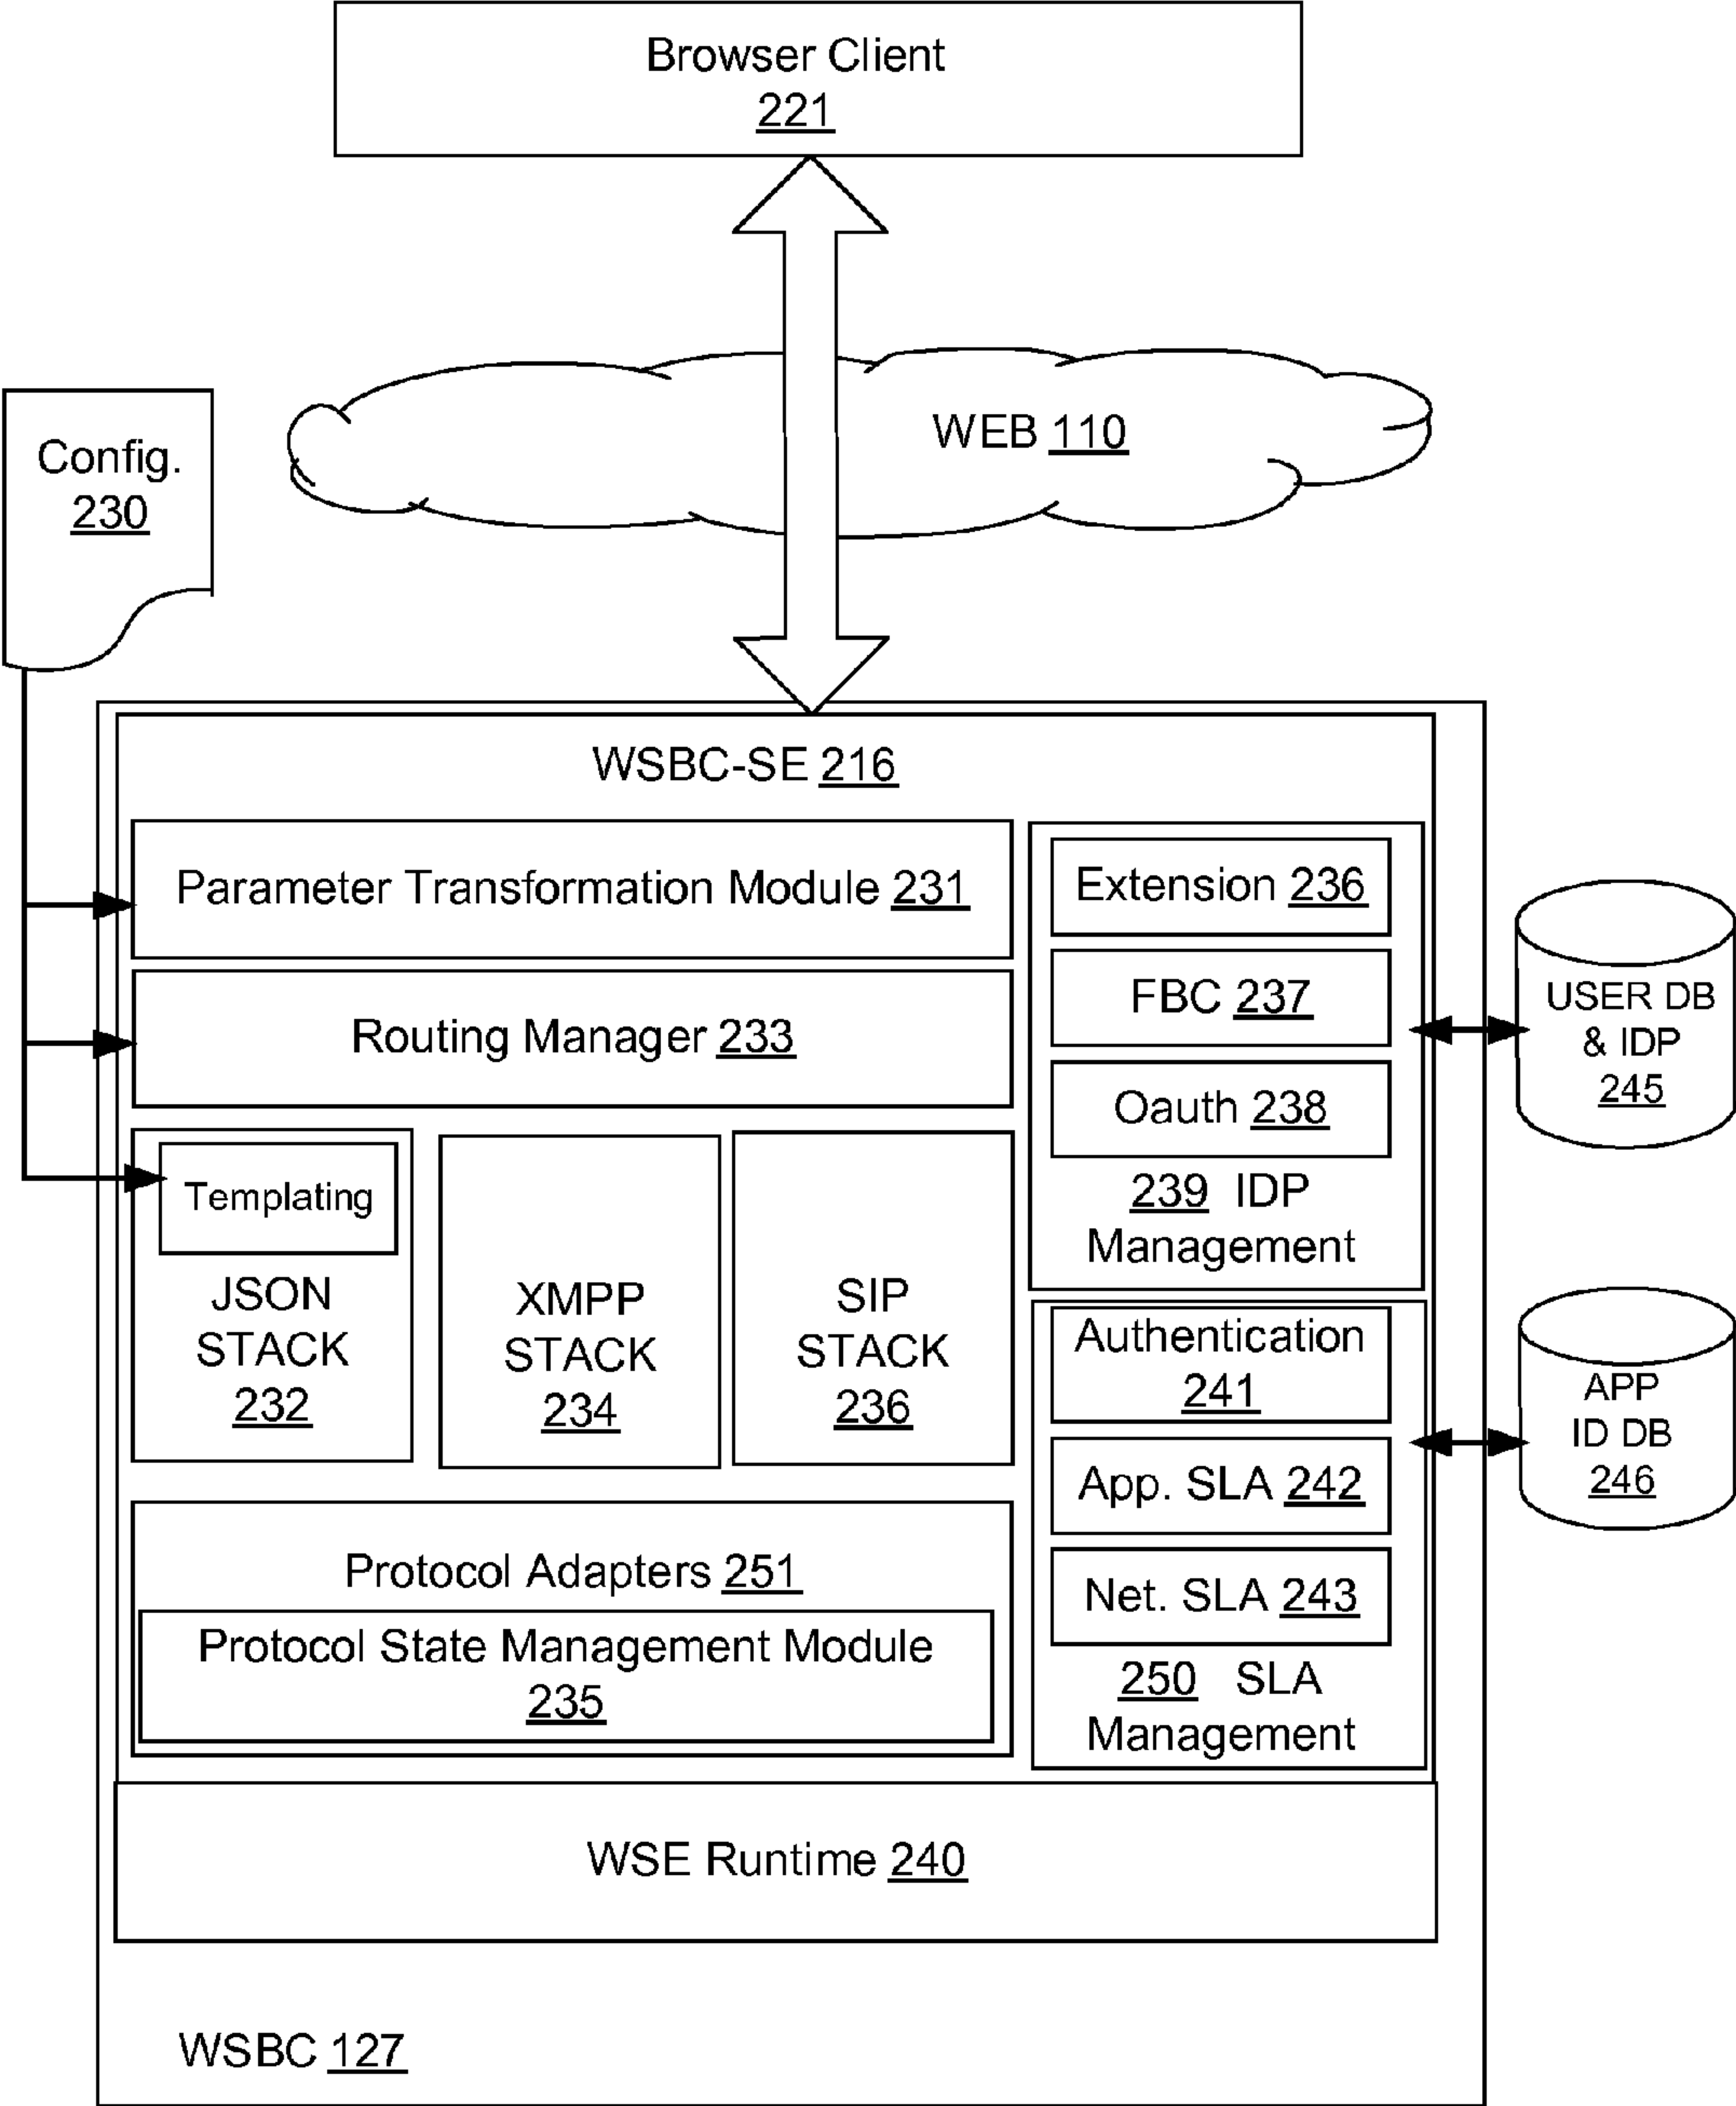 Browser Client
221
WEB 110
Config.
230
WSBC-SE 216
Parameter Transformation Module 231
Routing Manager 233
Templating
JSON
STACK
232
XMPP
STACK
234
SIP
STACK
236
Protocol Adapters 251
Protocol State Management Module
235
Extension 236
FBC 237
Oauth 238
239 IDP
Management
Authentication
241
App. SLA 242
Net. SLA 243
250 SLA
Management
USER DB
& IDP
245
APP
ID DB
246
WSE Runtime 240
WSBC 127